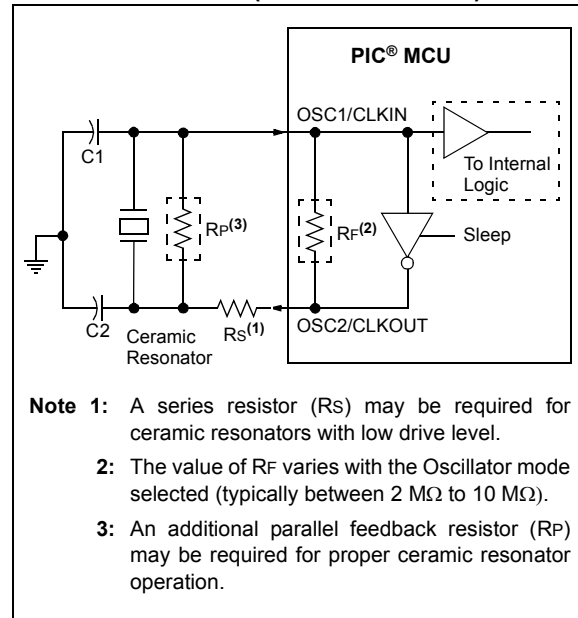 PIC® MCU
OSC1/CLKIN
C1
To Internal
Logic
RP(3)
RF(2)
Sleep
C2
Ceramic
Resonator
RS(1)
OSC2/CLKOUT
Note 1: A series resistor (RS) may be required for
ceramic resonators with low drive level.
2: The value of RF varies with the Oscillator mode
selected (typically between 2 MΩ to 10 MΩ).
3: An additional parallel feedback resistor (RP)
may be required for proper ceramic resonator
operation.